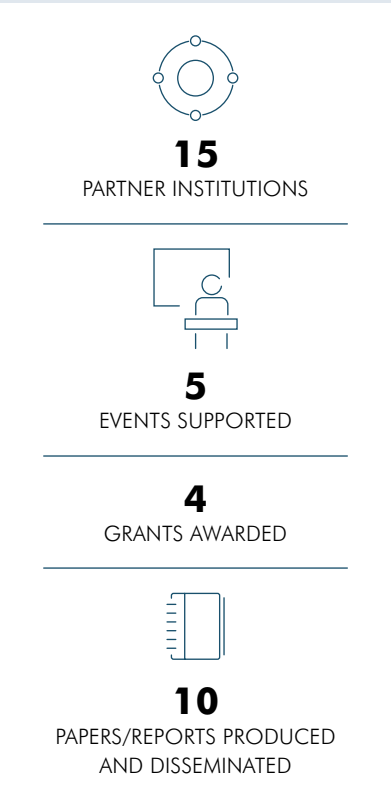 15
PARTNER INSTITUTIONS
5
EVENTS SUPPORTED
4
GRANTS AWARDED
10
PAPERS/REPORTS PRODUCED
AND DISSEMINATED